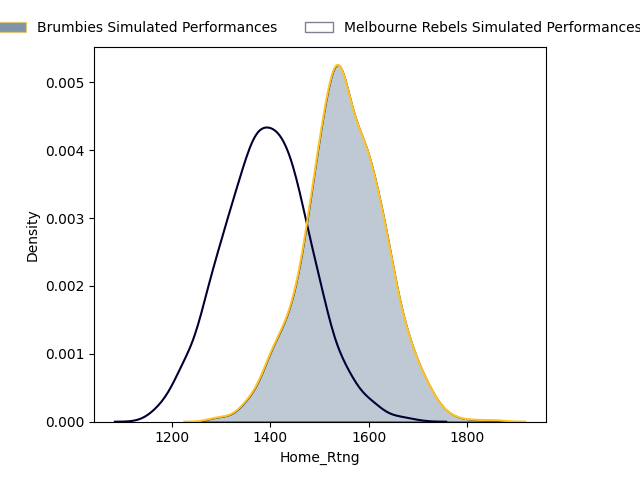 Brumbies Simulated Performances
Melbourne Rebels Simulated Performances
0.005
0.004
0.003
0.002
0.001
0.000
Density
1200
1400
1600
1800
Home_Rtng